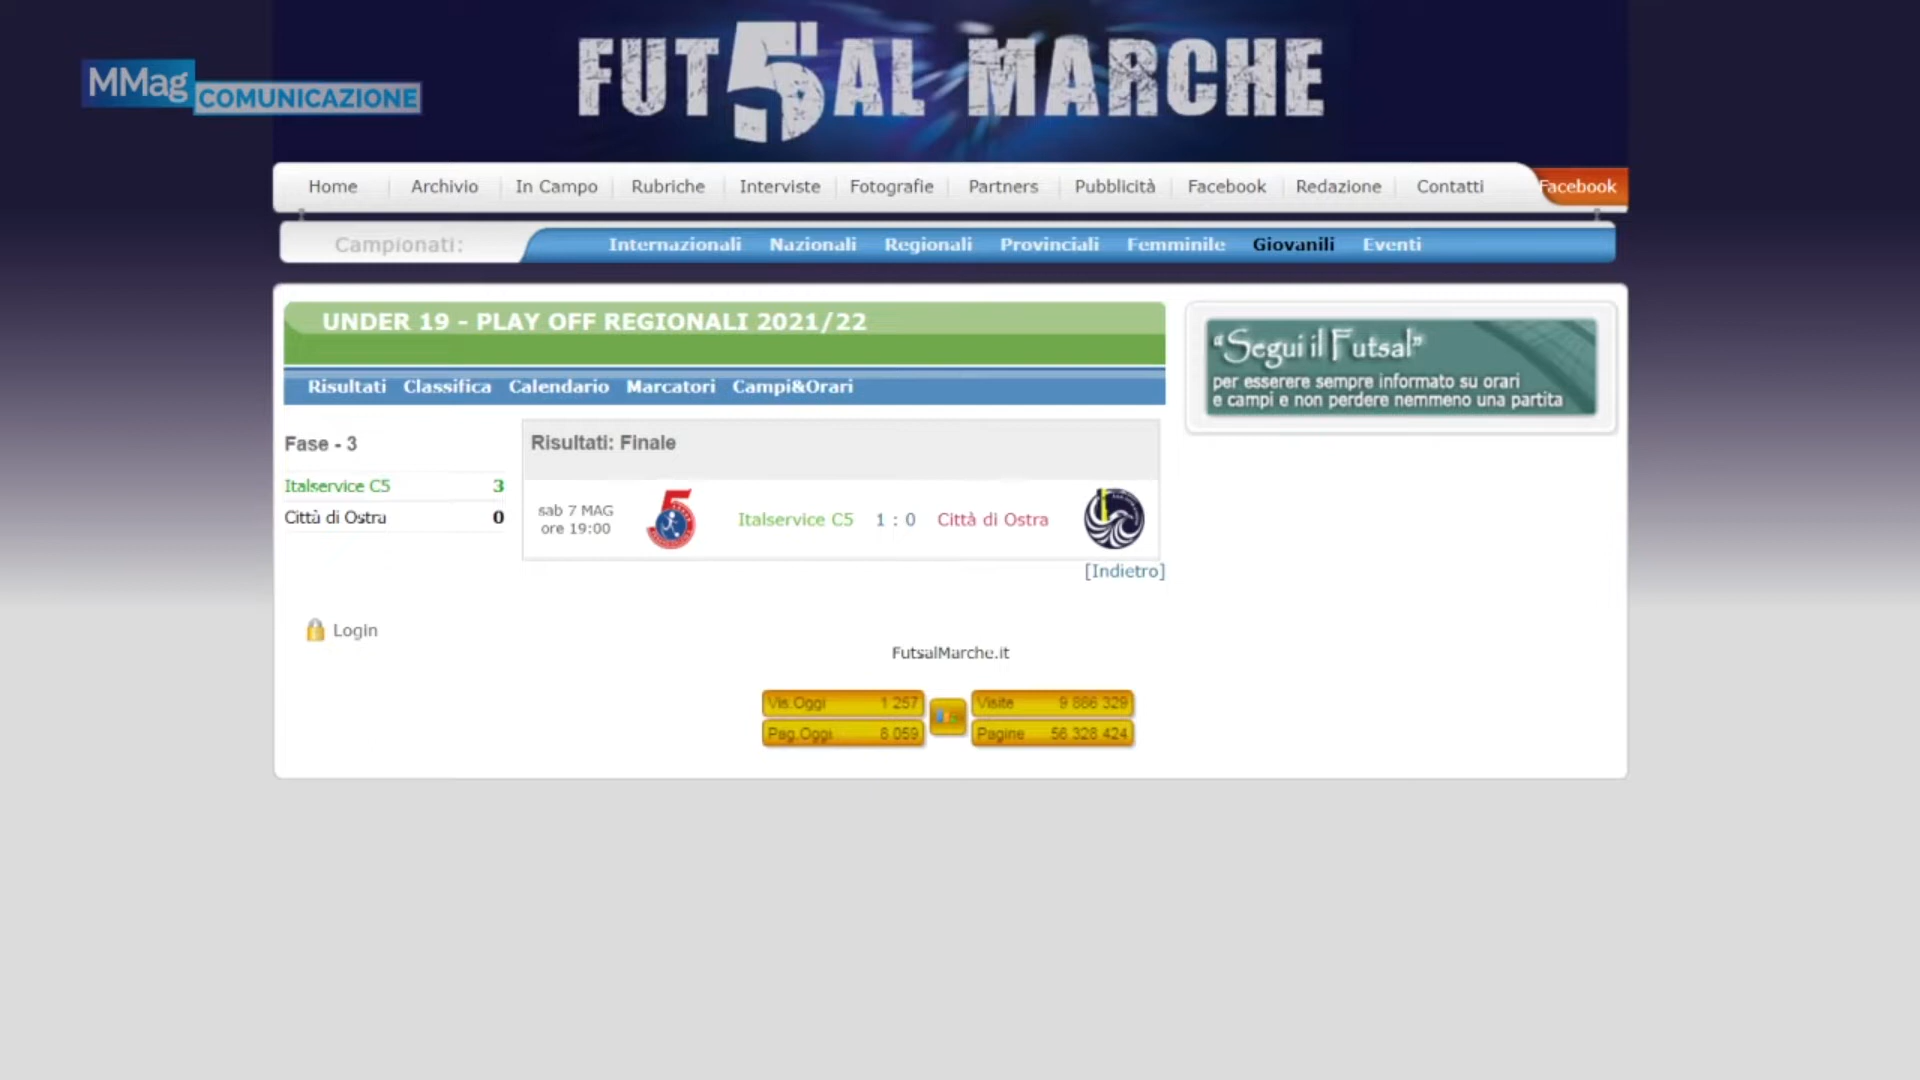 MMag
COMUNICAZIONE
FUT5AL MARCHE
Home Archivio In Campo Rubriche Interviste Fotografie Partners Pubblicità Facebook Redazione Contatti Facebook
Campionati: Internazionali Nazionali Regionali Provinciali Femminile Giovanili Eventi
UNDER 19 - PLAY OFF REGIONALI 2021/22
Risultati Classifica Calendario Marcatori Campi&Orari
Fase - 3
Italservice C5 3
Città di Ostra 0
Risultati: Finale
sab 7 MAG
ore 19:00
5
Italservice C5 1 : 0 Città di Ostra
[Indietro]
"Segui il Futsal"
per esserere sempre informato su orari
e campi e non perdere nemmeno una partita
Login
FutsalMarche.it
Vis.Oggi 1 257
Pag.Oggi 8 059
Visite 9 886 329
Pagine 56 328 424